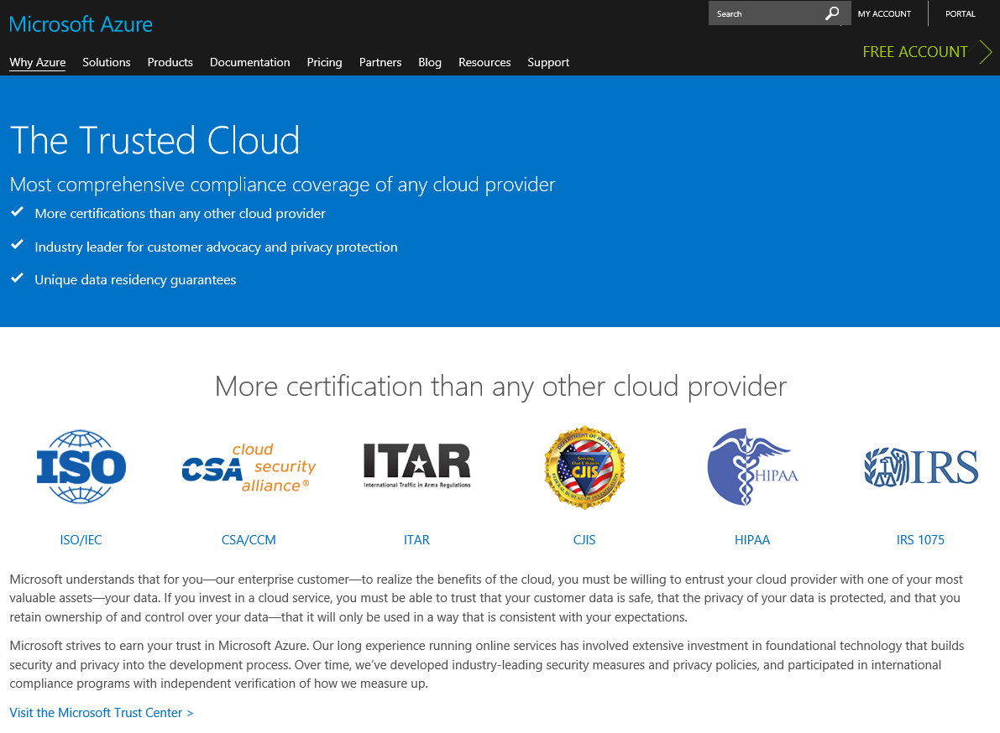 Microsoft Azure
Search
MY ACCOUNT
PORTAL
FREE ACCOUNT
Why Azure Solutions Products Documentation Pricing Partners Blog Resources Support
The Trusted Cloud
Most comprehensive compliance coverage of any cloud provider
More certifications than any other cloud provider
Industry leader for customer advocacy and privacy protection
Unique data residency guarantees
More certification than any other cloud provider
ISO
CSA cloud security alliance®
ITAR
International Traffic in Arms Regulations
DEPARTMENT OF JUSTICE
Serving
Our Citizens
CJIS
FEDERAL BUREAU OF INVESTIGATION
HIPAA
IRS
ISO/IEC CSA/CCM ITAR CJIS HIPAA IRS 1075
Microsoft understands that for you—our enterprise customer—to realize the benefits of the cloud, you must be willing to entrust your cloud provider with one of your most
valuable assets—your data. If you invest in a cloud service, you must be able to trust that your customer data is safe, that the privacy of your data is protected, and that you
retain ownership of and control over your data—that it will only be used in a way that is consistent with your expectations.
Microsoft strives to earn your trust in Microsoft Azure. Our long experience running online services has involved extensive investment in foundational technology that builds
security and privacy into the development process. Over time, we’ve developed industry-leading security measures and privacy policies, and participated in international
compliance programs with independent verification of how we measure up.
Visit the Microsoft Trust Center >